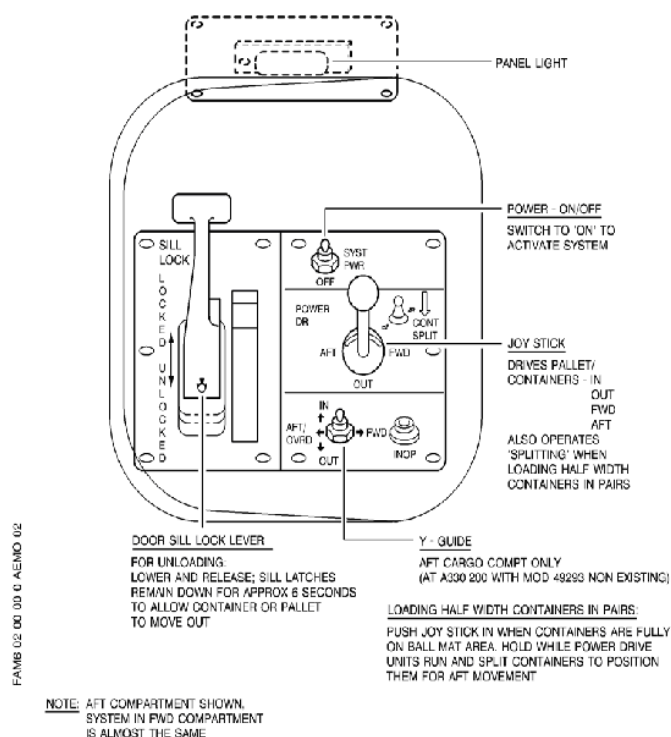 PANEL LIGHT
POWER - ON/OFF
SWITCH TO 'ON' TO
ACTIVATE SYSTEM
SILL
LOCK
LOCKED
UNLOCKED
SYST
PWR
OFF
POWER
DR
CONT
SPLIT
AFT
FWD
OUT
IN
AFT/
OVRD
FWD
OUT
INOP
JOY STICK
DRIVES PALLET/
CONTAINERS - IN
OUT
FWD
AFT
ALSO OPERATES
'SPLITTING' WHEN
LOADING HALF WIDTH
CONTAINERS IN PAIRS
DOOR SILL LOCK LEVER
FOR UNLOADING:
LOWER AND RELEASE; SILL LATCHES
REMAIN DOWN FOR APPROX 6 SECONDS
TO ALLOW CONTAINER OR PALLET
TO MOVE OUT
Y - GUIDE
AFT CARGO COMPT ONLY
(AT A330 200 WITH MOD 49293 NON EXISTING)
LOADING HALF WIDTH CONTAINERS IN PAIRS:
PUSH JOY STICK IN WHEN CONTAINERS ARE FULLY
ON BALL MAT AREA. HOLD WHILE POWER DRIVE
UNITS RUN AND SPLIT CONTAINERS TO POSITION
THEM FOR AFT MOVEMENT
FAMB 02 00 00 0 AEMO 02
NOTE: AFT COMPARTMENT SHOWN.
SYSTEM IN FWD COMPARTMENT
IS ALMOST THE SAME